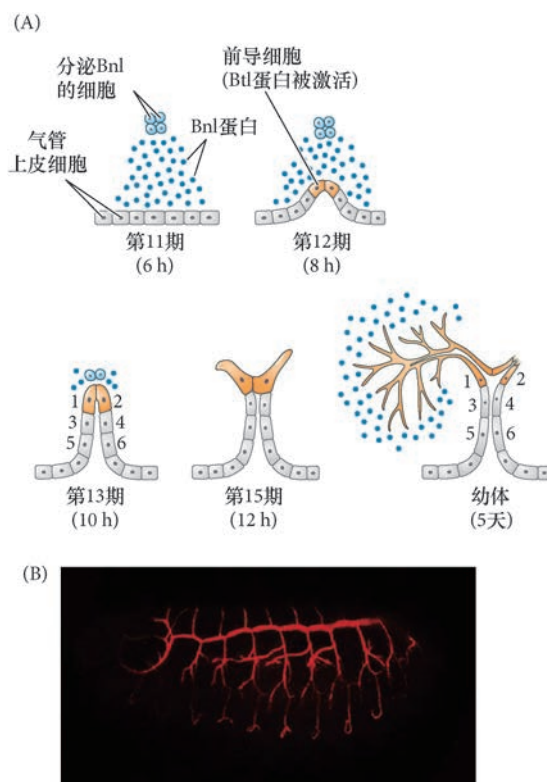 (A)
分泌Bnl
的细胞
前导细胞
(Btl蛋白被激活)
气管
上皮细胞
Bnl蛋白
第11期
(6 h)
第12期
(8 h)
1 2
3 4
5 6
第13期
(10 h)
第15期
(12 h)
1 2
3 4
5 6
幼体
(5天)
(B)